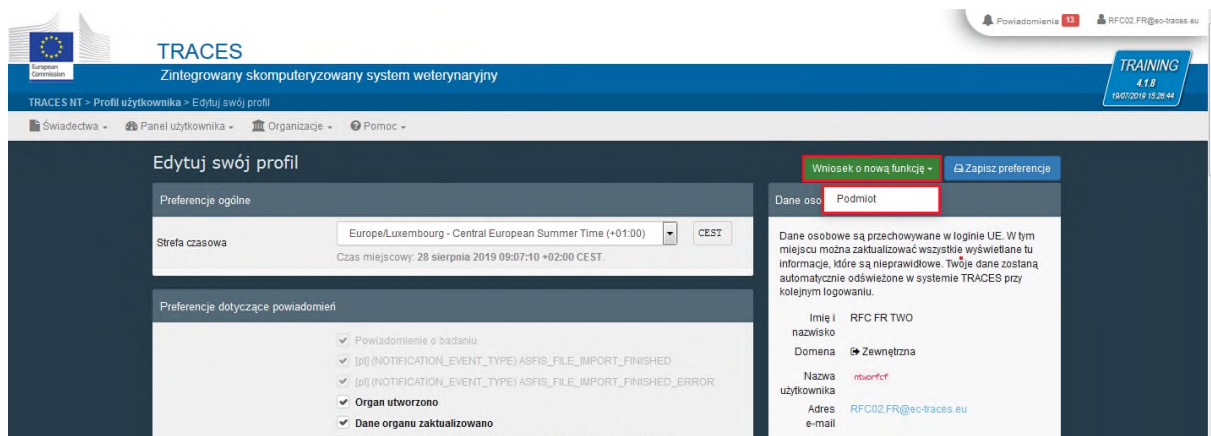 Powiadomienia 13 RFC02.FR@ec-traces.eu
European
Commission
TRACES
Zintegrowany skomputeryzowany system weterynaryjny
TRAINING
4.1.8
19/07/2019 15:26:44
TRACES NT > Profil użytkownika > Edytuj swój profil
Świadectwa Panel użytkownika Organizacje Pomoc
Edytuj swój profil
Wniosek o nową funkcję Zapisz preferencje
Podmiot
Preferencje ogólne
Strefa czasowa
Europe/Luxembourg - Central European Summer Time (+01:00) CEST
Czas miejscowy: 28 sierpnia 2019 09:07:10 +02:00 CEST.
Preferencje dotyczące powiadomień
Powiadomienie o badaniu
[pl] (NOTIFICATION_EVENT_TYPE) ASFIS_FILE_IMPORT_FINISHED
[pl] (NOTIFICATION_EVENT_TYPE) ASFIS_FILE_IMPORT_FINISHED_ERROR
Organ utworzono
Dane organu zaktualizowano
Dane oso
Dane osobowe są przechowywane w loginie UE. W tym
miejscu można zaktualizować wszystkie wyświetlane tu
informacje, które są nieprawidłowe. Twoje dane zostaną
automatycznie odświeżone w systemie TRACES przy
kolejnym logowaniu.
Imię i RFC FR TWO
nazwisko
Domena Zewnętrzna
Nazwa ntworfcf
użytkownika
Adres RFC02.FR@ec-traces.eu
e-mail